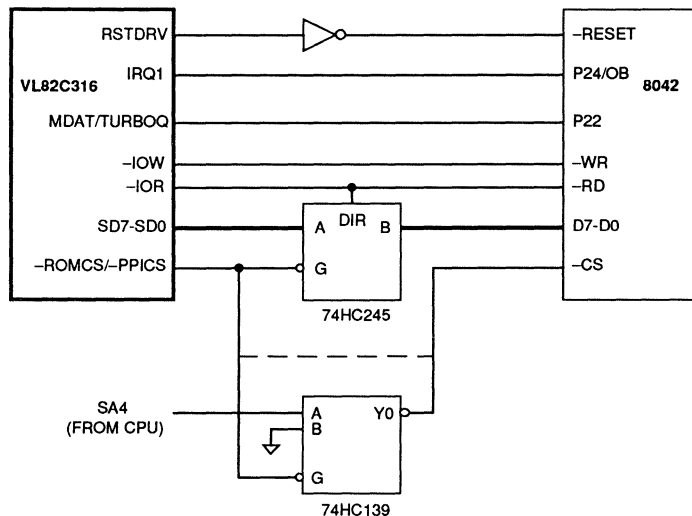 RSTDRV
–RESET
IRQ1
P24/OB
VL82C316
8042
MDAT/TURBOQ
P22
–IOW
–WR
–IOR
–RD
DIR
SD7-SD0
A
B
D7-D0
–ROMCS/–PPICS
G
–CS
74HC245
SA4
(FROM CPU)
A
Y0
B
G
74HC139